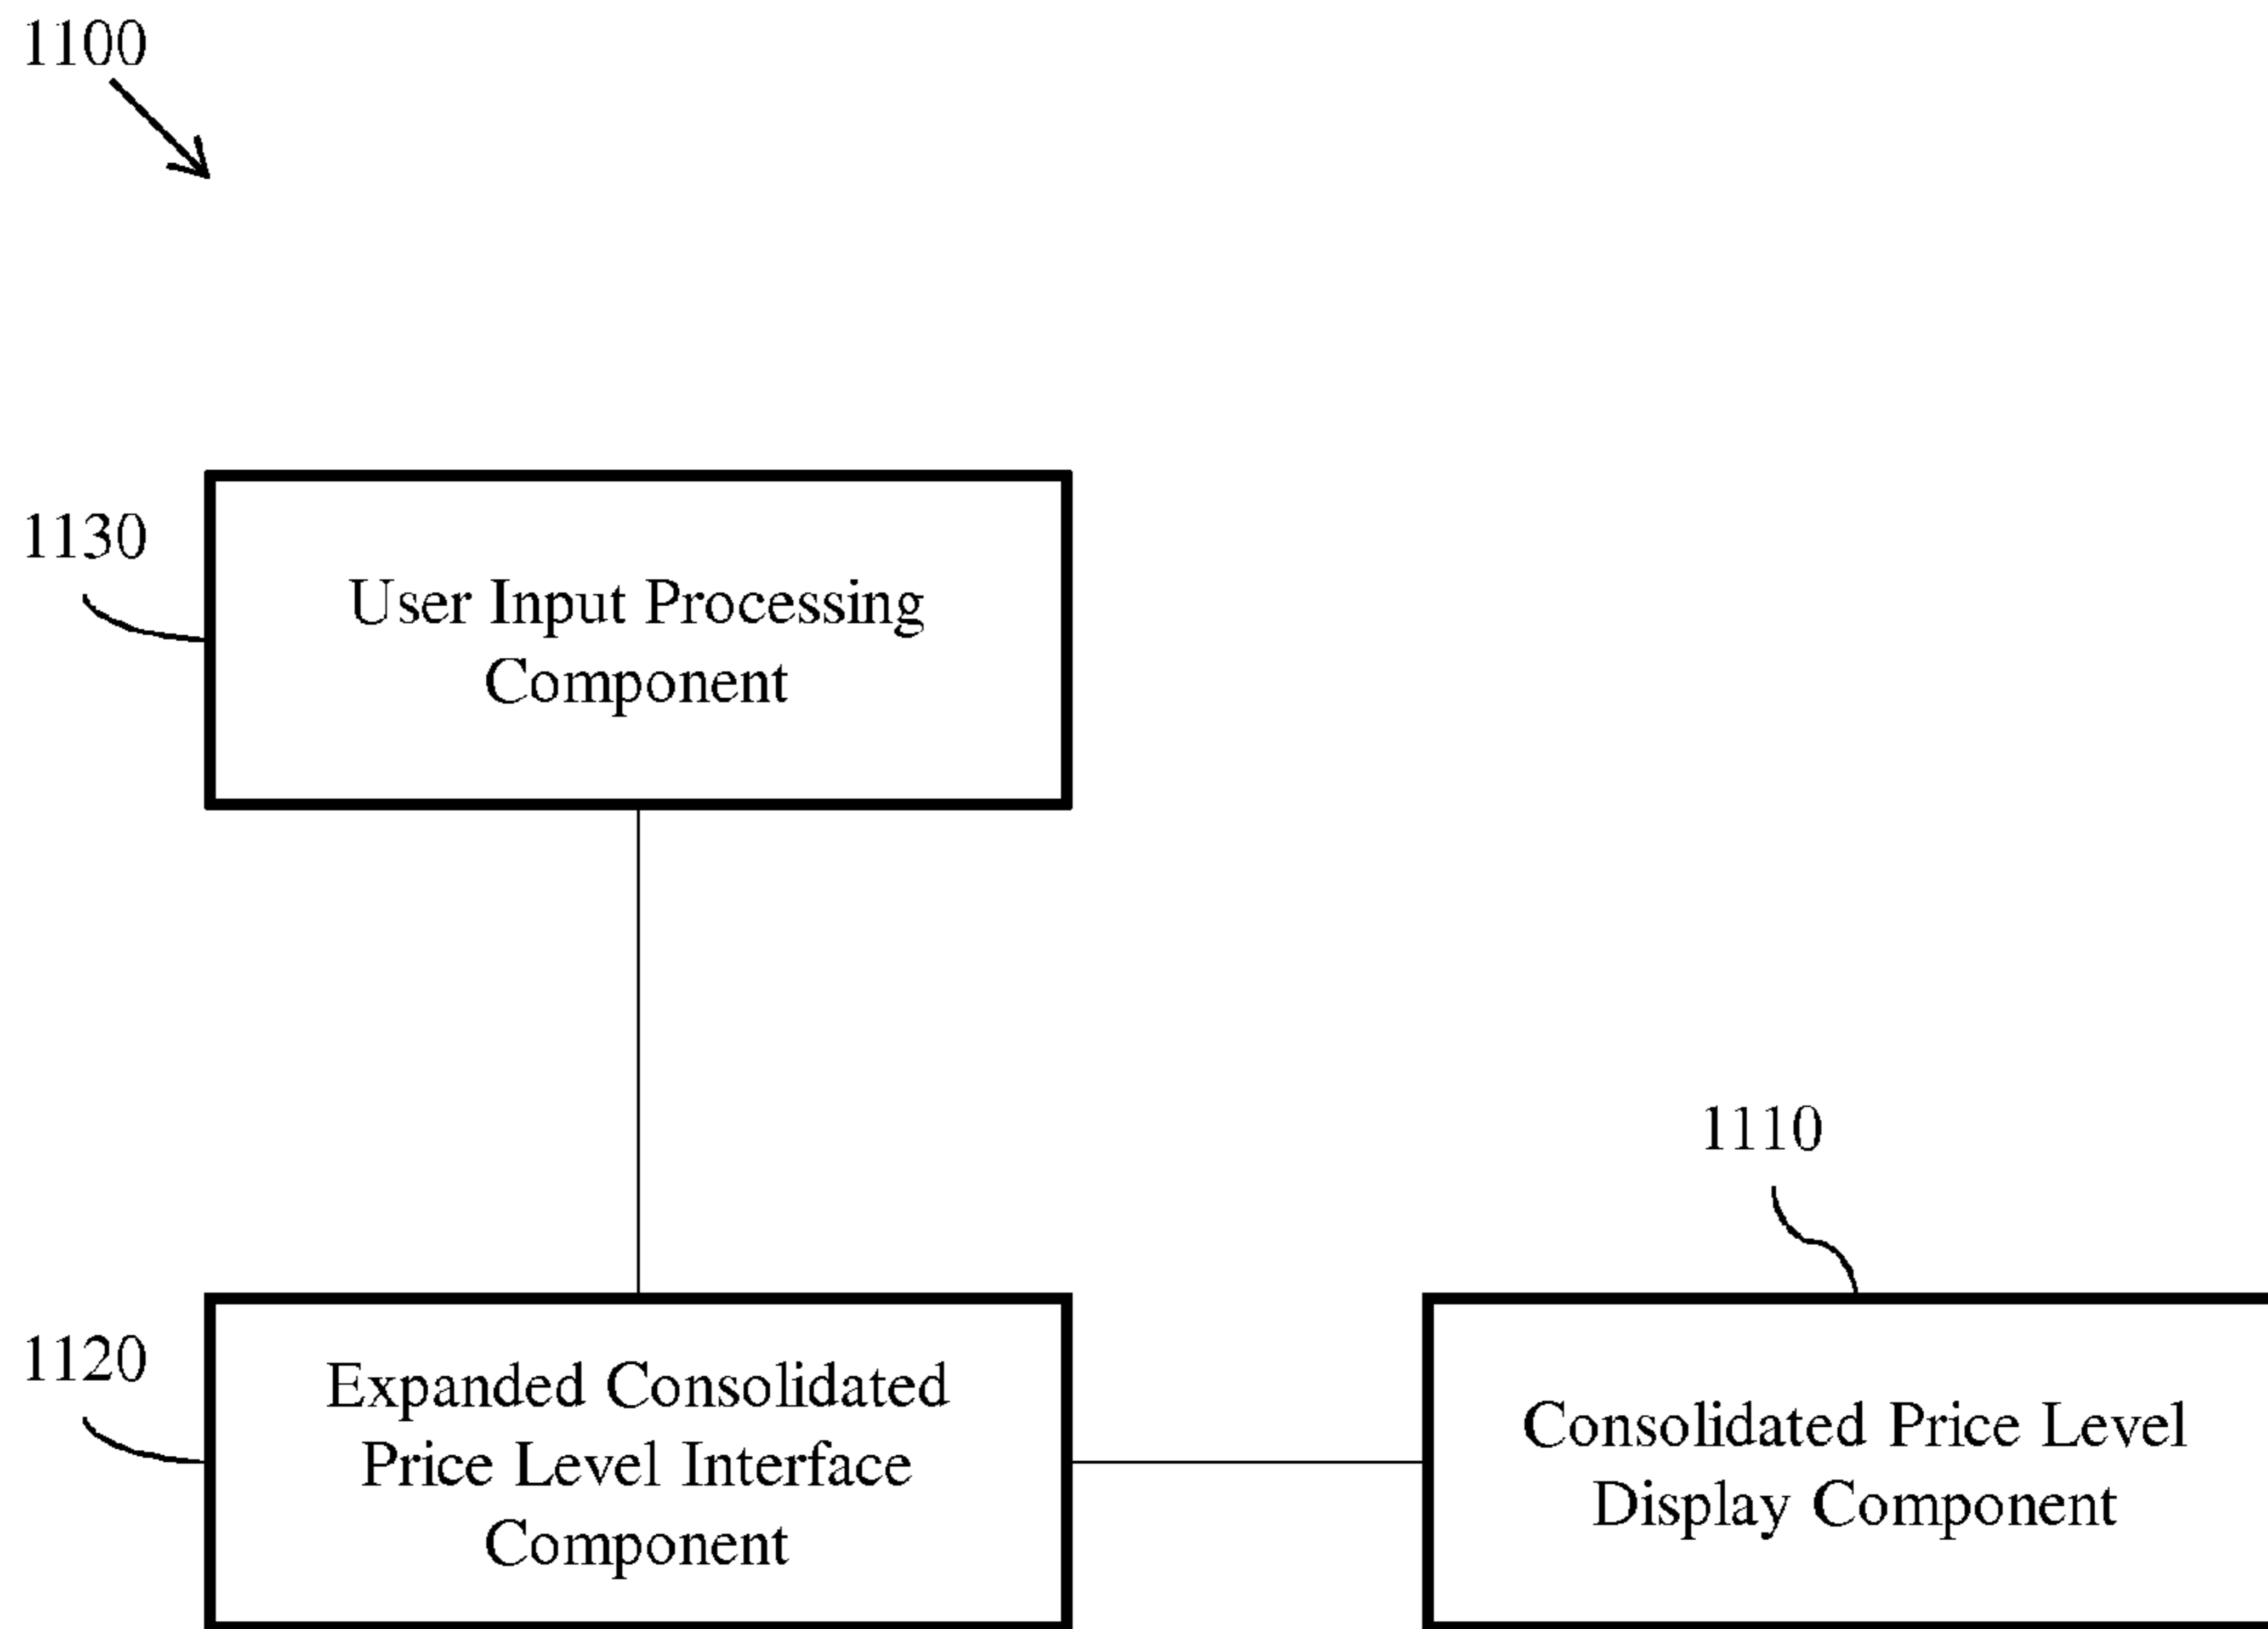 1100
1130
User Input Processing
Component
1110
1120
Expanded Consolidated
Price Level Interface
Component
Consolidated Price Level
Display Component